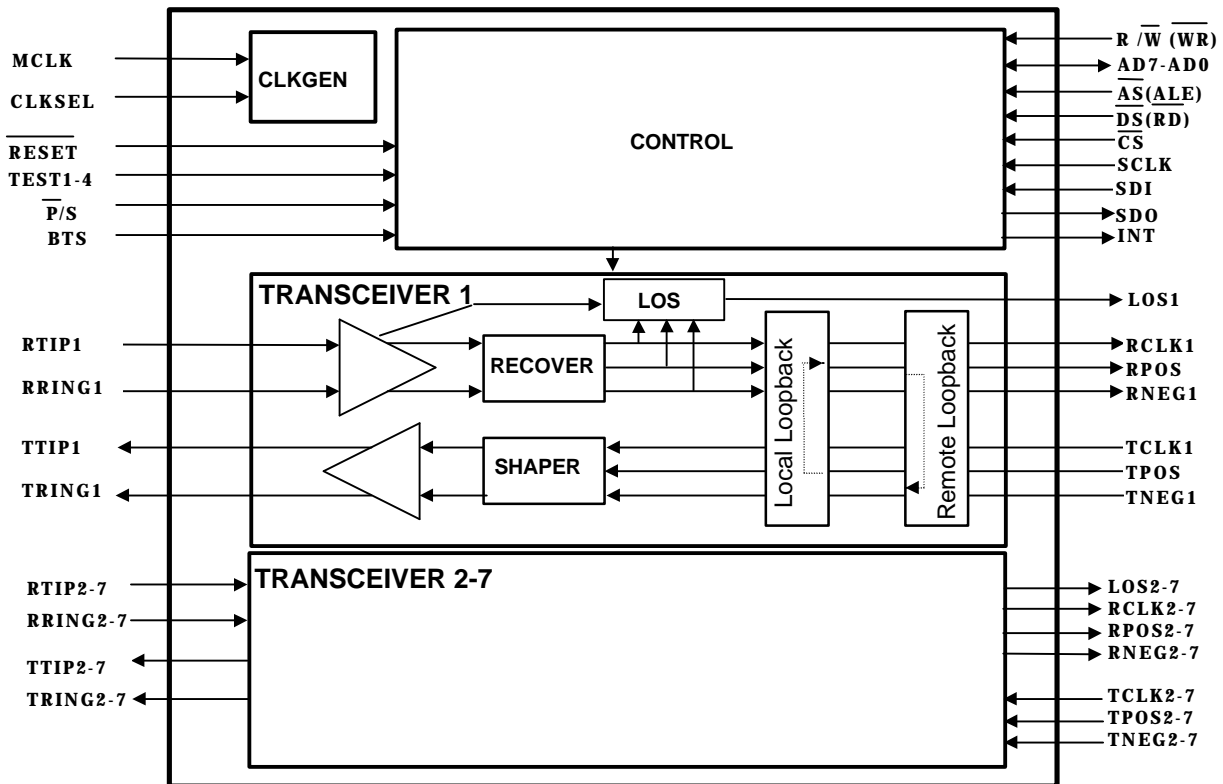 MCLK
CLKSEL
RESET
TEST1-4
P/S
BTS
CLKGEN
CONTROL
R /W (WR)
AD7-AD0
AS(ALE)
DS(RD)
CS
SCLK
SDI
SDO
INT
TRANSCEIVER 1
LOS
LOS1
RTIP1
RRING1
TTIP1
TRING1
RECOVER
SHAPER
Local Loopback
Remote Loopback
RCLK1
RPOS
RNEG1
TCLK1
TPOS
TNEG1
TRANSCEIVER 2-7
RTIP2-7
RRING2-7
TTIP2-7
TRING2-7
LOS2-7
RCLK2-7
RPOS2-7
RNEG2-7
TCLK2-7
TPOS2-7
TNEG2-7